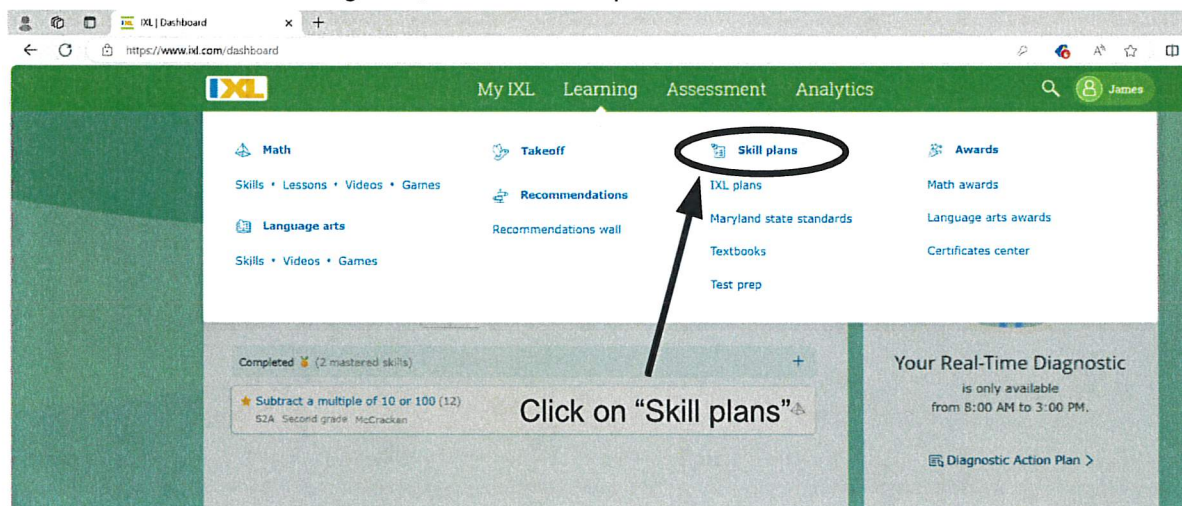 IXL | Dashboard
https://www.ixl.com/dashboard
IXL My IXL Learning Assessment Analytics James
Math
Skills • Lessons • Videos • Games
Language arts
Skills • Videos • Games
Takeoff
Recommendations
Recommendations wall
Skill plans
IXL plans
Maryland state standards
Textbooks
Test prep
Awards
Math awards
Language arts awards
Certificates center
Completed (2 mastered skills)
Subtract a multiple of 10 or 100 (12)
S2A Second grade McCracken
Click on “Skill plans”
Your Real-Time Diagnostic
is only available
from 8:00 AM to 3:00 PM.
Diagnostic Action Plan >